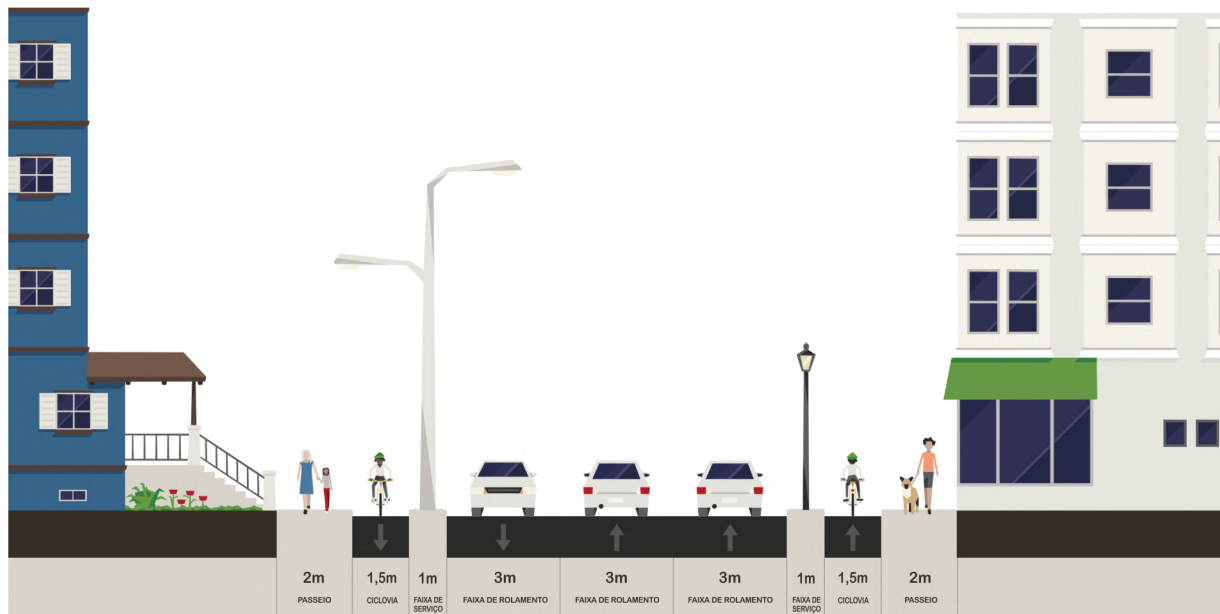 2m
PASSEIO
1,5m
CICLOVIA
1m
FAIXA DE
SERVIÇO
3m
FAIXA DE ROLAMENTO
3m
FAIXA DE ROLAMENTO
3m
FAIXA DE ROLAMENTO
1m
FAIXA DE
SERVIÇO
1,5m
CICLOVIA
2m
PASSEIO